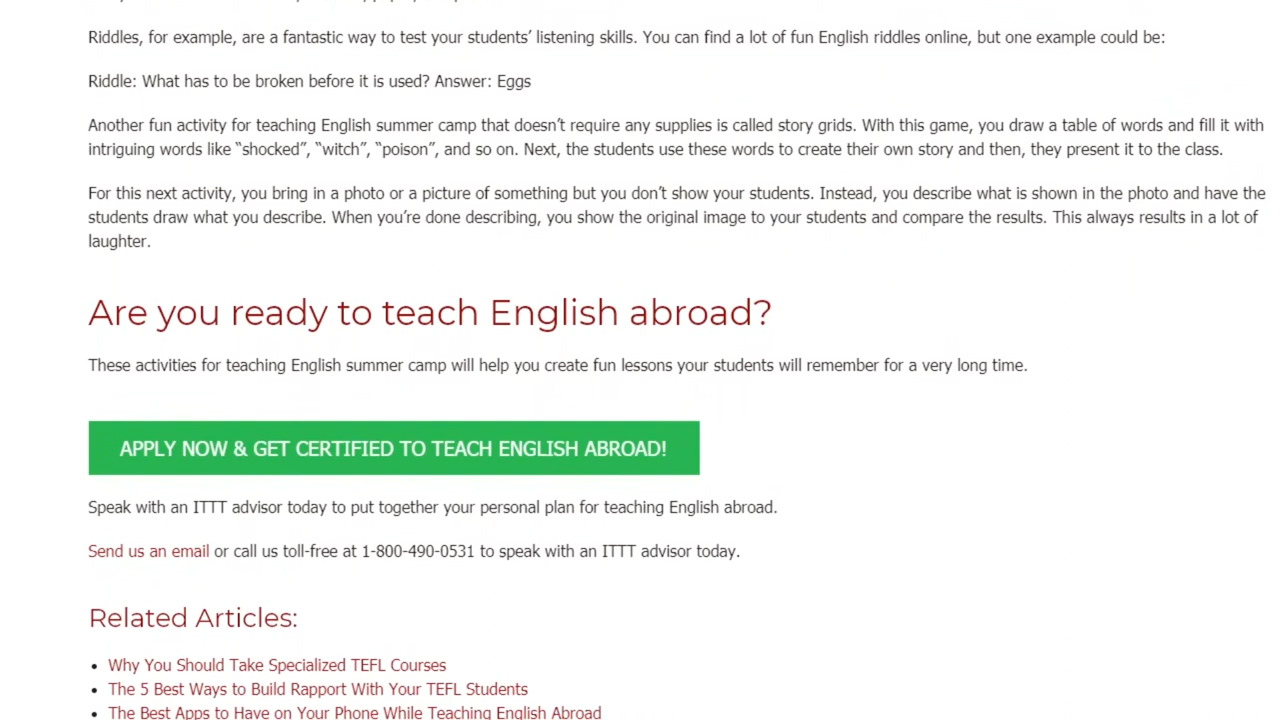 Riddles, for example, are a fantastic way to test your students’ listening skills. You can find a lot of fun English riddles online, but one example could be:
Riddle: What has to be broken before it is used? Answer: Eggs
Another fun activity for teaching English summer camp that doesn’t require any supplies is called story grids. With this game, you draw a table of words and fill it with
intriguing words like “shocked”, “witch”, “poison”, and so on. Next, the students use these words to create their own story and then, they present it to the class.
For this next activity, you bring in a photo or a picture of something but you don’t show your students. Instead, you describe what is shown in the photo and have the
students draw what you describe. When you’re done describing, you show the original image to your students and compare the results. This always results in a lot of
laughter.
Are you ready to teach English abroad?
These activities for teaching English summer camp will help you create fun lessons your students will remember for a very long time.
APPLY NOW & GET CERTIFIED TO TEACH ENGLISH ABROAD!
Speak with an ITTT advisor today to put together your personal plan for teaching English abroad.
Send us an email or call us toll-free at 1-800-490-0531 to speak with an ITTT advisor today.
Related Articles:
• Why You Should Take Specialized TEFL Courses
• The 5 Best Ways to Build Rapport With Your TEFL Students
• The Best Apps to Have on Your Phone While Teaching English Abroad